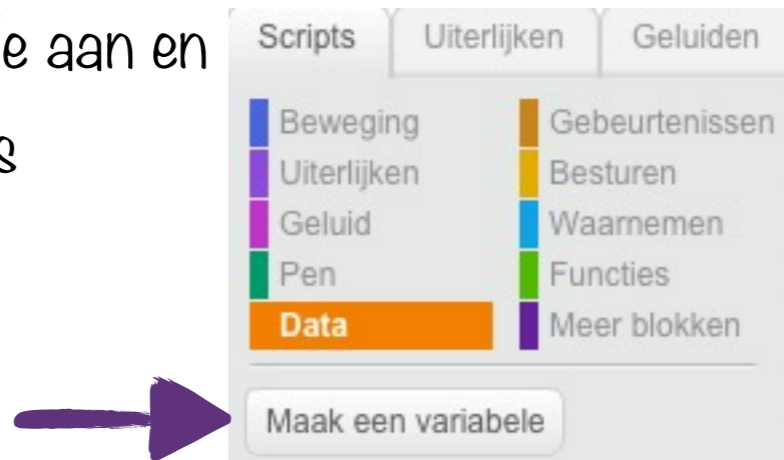 e aan en
s
Scripts Uiterlijken Geluiden
Beweging Gebeurtenissen
Uiterlijken Besturen
Geluid Waarnemen
Pen Functies
Data Meer blokken
Maak een variabele